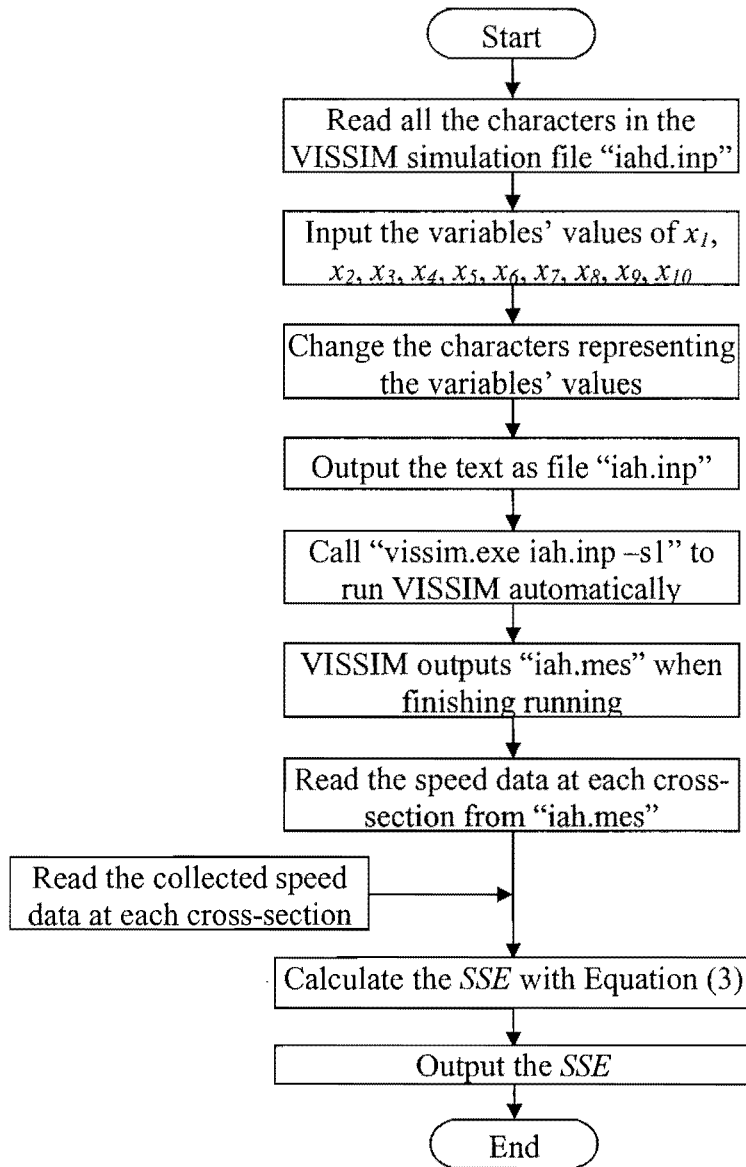 Start
Read all the characters in the
VISSIM simulation file “iahd.inp”
Input the variables’ values of x1,
x2, x3, x4, x5, x6, x7, x8, x9, x10
Change the characters representing
the variables’ values
Output the text as file “iah.inp”
Call “vissim.exe iah.inp –s1” to
run VISSIM automatically
VISSIM outputs “iah.mes” when
finishing running
Read the speed data at each cross-
section from “iah.mes”
Read the collected speed
data at each cross-section
Calculate the SSE with Equation (3)
Output the SSE
End